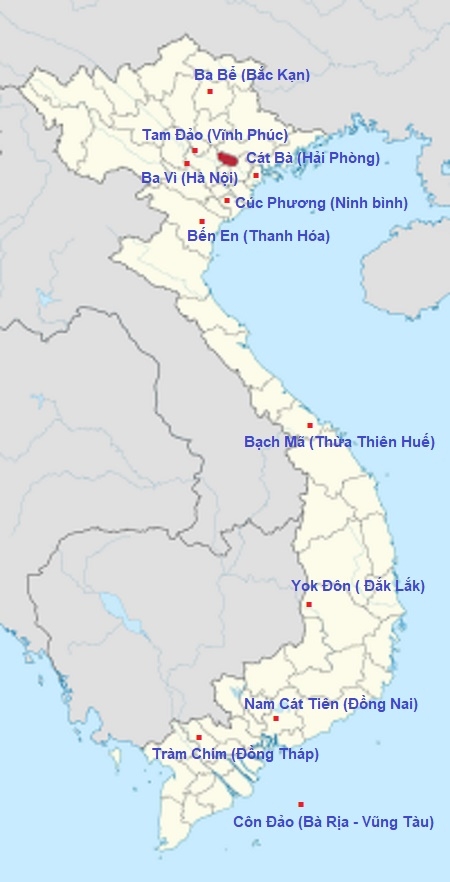 Ba Bể (Bắc Kạn)
Tam Đảo (Vĩnh Phúc)
Cát Bà (Hải Phòng)
Ba Vì (Hà Nội)
Cúc Phương (Ninh bình)
Bến En (Thanh Hóa)
Bạch Mã (Thừa Thiên Huế)
Yok Đôn ( Đắk Lắk)
Nam Cát Tiên (Đồng Nai)
Tràm Chim (Đồng Tháp)
Côn Đảo (Bà Rịa - Vũng Tàu)